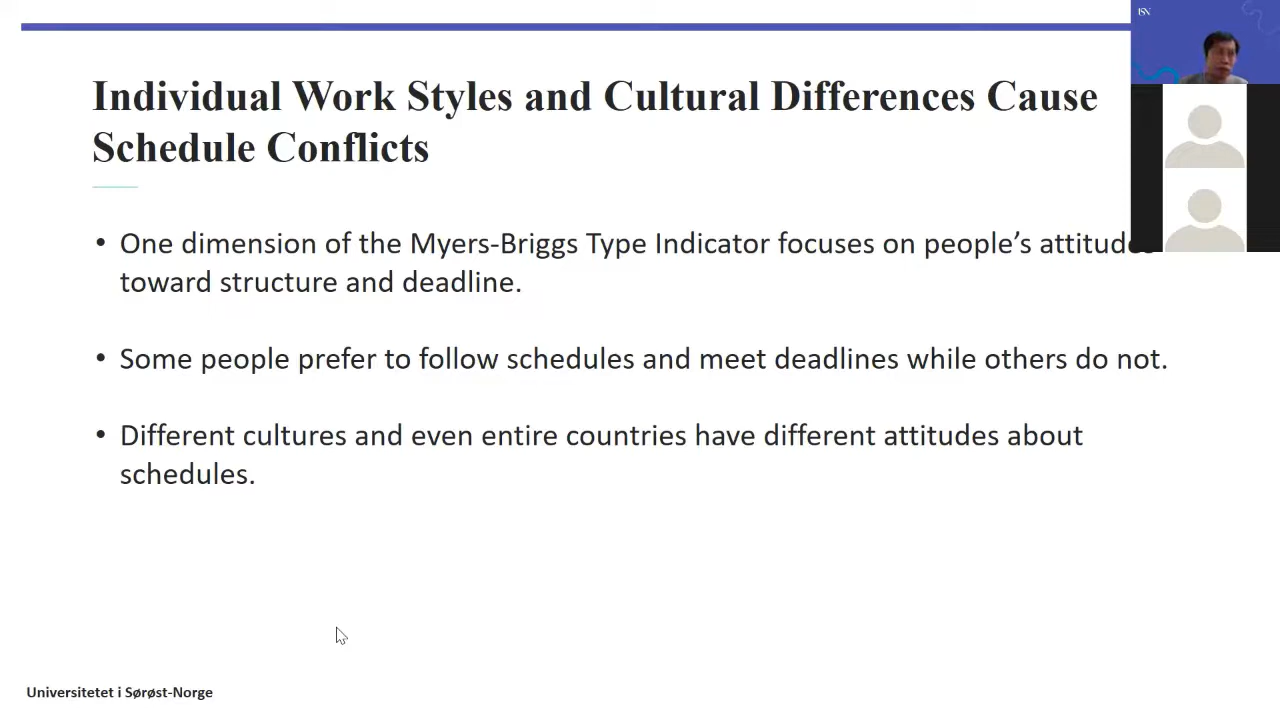 Individual Work Styles and Cultural Differences Cause
Schedule Conflicts
• One dimension of the Myers-Briggs Type Indicator focuses on people's attitudes
toward structure and deadline.
• Some people prefer to follow schedules and meet deadlines while others do not.
• Different cultures and even entire countries have different attitudes about
schedules.
Universitetet i Sørøst-Norge